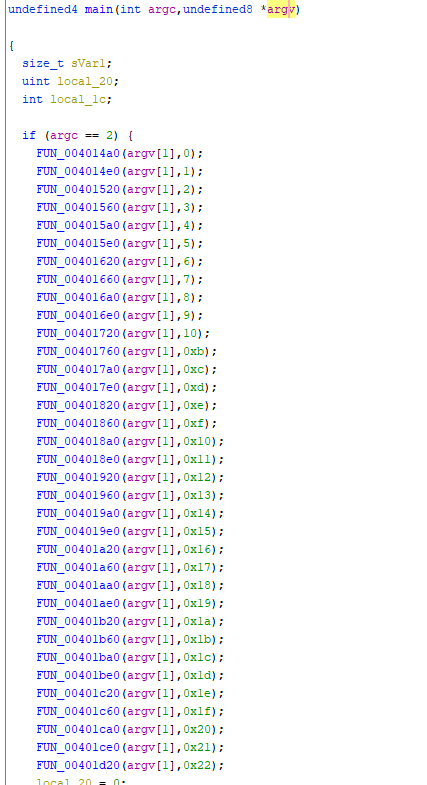 undefined4 main(int argc,undefined8 *argv)
{
size_t sVar1;
uint local_20;
int local_1c;
if (argc == 2) {
FUN_004014a0(argv[1],0);
FUN_004014e0(argv[1],1);
FUN_00401520(argv[1],2);
FUN_00401560(argv[1],3);
FUN_004015a0(argv[1],4);
FUN_004015e0(argv[1],5);
FUN_00401620(argv[1],6);
FUN_00401660(argv[1],7);
FUN_004016a0(argv[1],8);
FUN_004016e0(argv[1],9);
FUN_00401720(argv[1],10);
FUN_00401760(argv[1],0xb);
FUN_004017a0(argv[1],0xc);
FUN_004017e0(argv[1],0xd);
FUN_00401820(argv[1],0xe);
FUN_00401860(argv[1],0xf);
FUN_004018a0(argv[1],0x10);
FUN_004018e0(argv[1],0x11);
FUN_00401920(argv[1],0x12);
FUN_00401960(argv[1],0x13);
FUN_004019a0(argv[1],0x14);
FUN_004019e0(argv[1],0x15);
FUN_00401a20(argv[1],0x16);
FUN_00401a60(argv[1],0x17);
FUN_00401aa0(argv[1],0x18);
FUN_00401ae0(argv[1],0x19);
FUN_00401b20(argv[1],0x1a);
FUN_00401b60(argv[1],0x1b);
FUN_00401ba0(argv[1],0x1c);
FUN_00401be0(argv[1],0x1d);
FUN_00401c20(argv[1],0x1e);
FUN_00401c60(argv[1],0x1f);
FUN_00401ca0(argv[1],0x20);
FUN_00401ce0(argv[1],0x21);
FUN_00401d20(argv[1],0x22);
local_20 = 0;